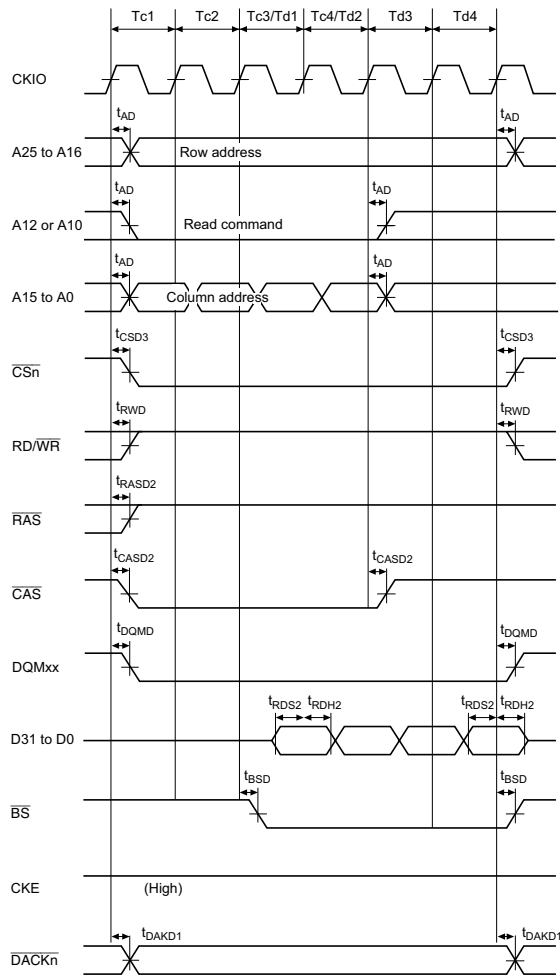 Tc1 Tc2 Tc3/Td1 Tc4/Td2 Td3 Td4
CKIO
tAD tAD
A25 to A16 Row address
tAD tAD
A12 or A10 Read command
tAD tAD
A15 to A0 Column address
tCSD3 tCSD3
CSn
tRWD tRWD
RD/WR
tRASD2
RAS
tCASD2 tCASD2
CAS
tDQMD tDQMD
DQMxx
tRDS2 tRDH2 tRDS2 tRDH2
D31 to D0
tBSD tBSD
BS
CKE (High)
tDAKD1 tDAKD1
DACKn